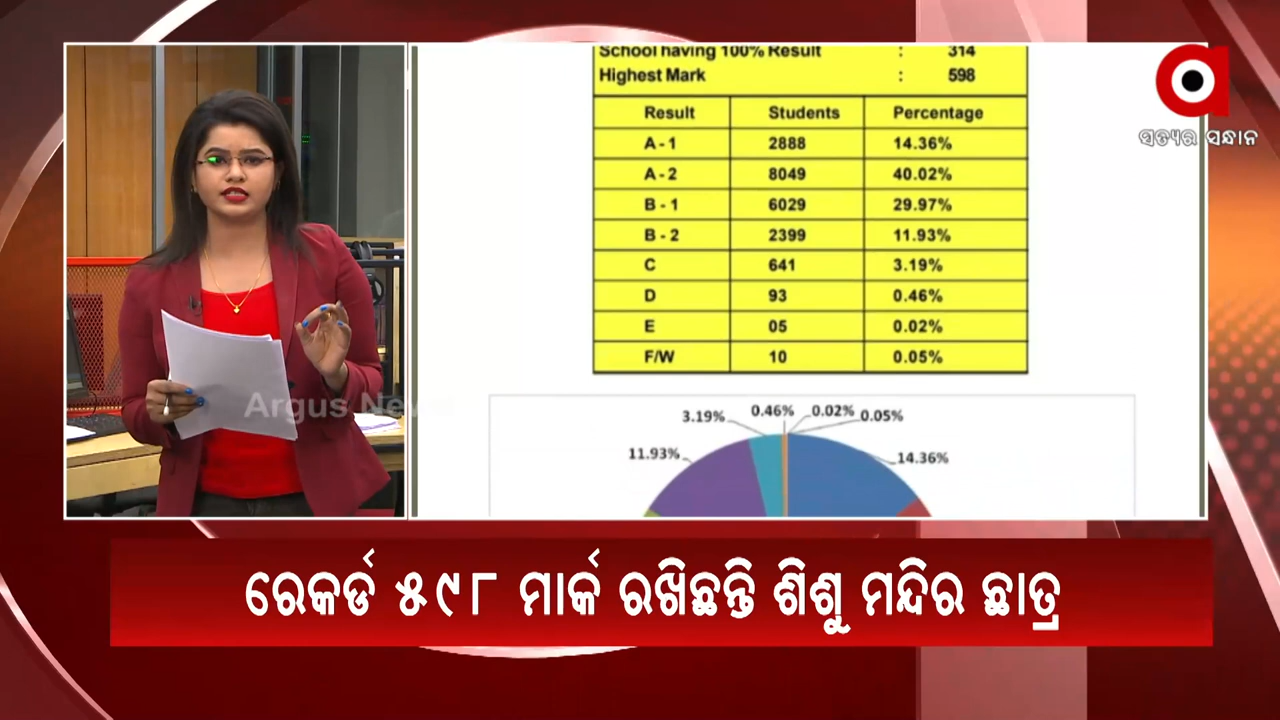 School having 100% Result : 314
Highest Mark : 598
Result Students Percentage
A - 1 2888 14.36%
A - 2 8049 40.02%
B - 1 6029 29.97%
B - 2 2399 11.93%
C 641 3.19%
D 93 0.46%
E 05 0.02%
F/W 10 0.05%
3.19% 0.46% 0.02% 0.05%
11.93% 14.36%
ସତ୍ୟର ସନ୍ଧାନ
Argus News
ରେକର୍ଡ ୫୯୮ ମାର୍କ ରଖିଛନ୍ତି ଶିଶୁ ମନ୍ଦିର ଛାତ୍ର